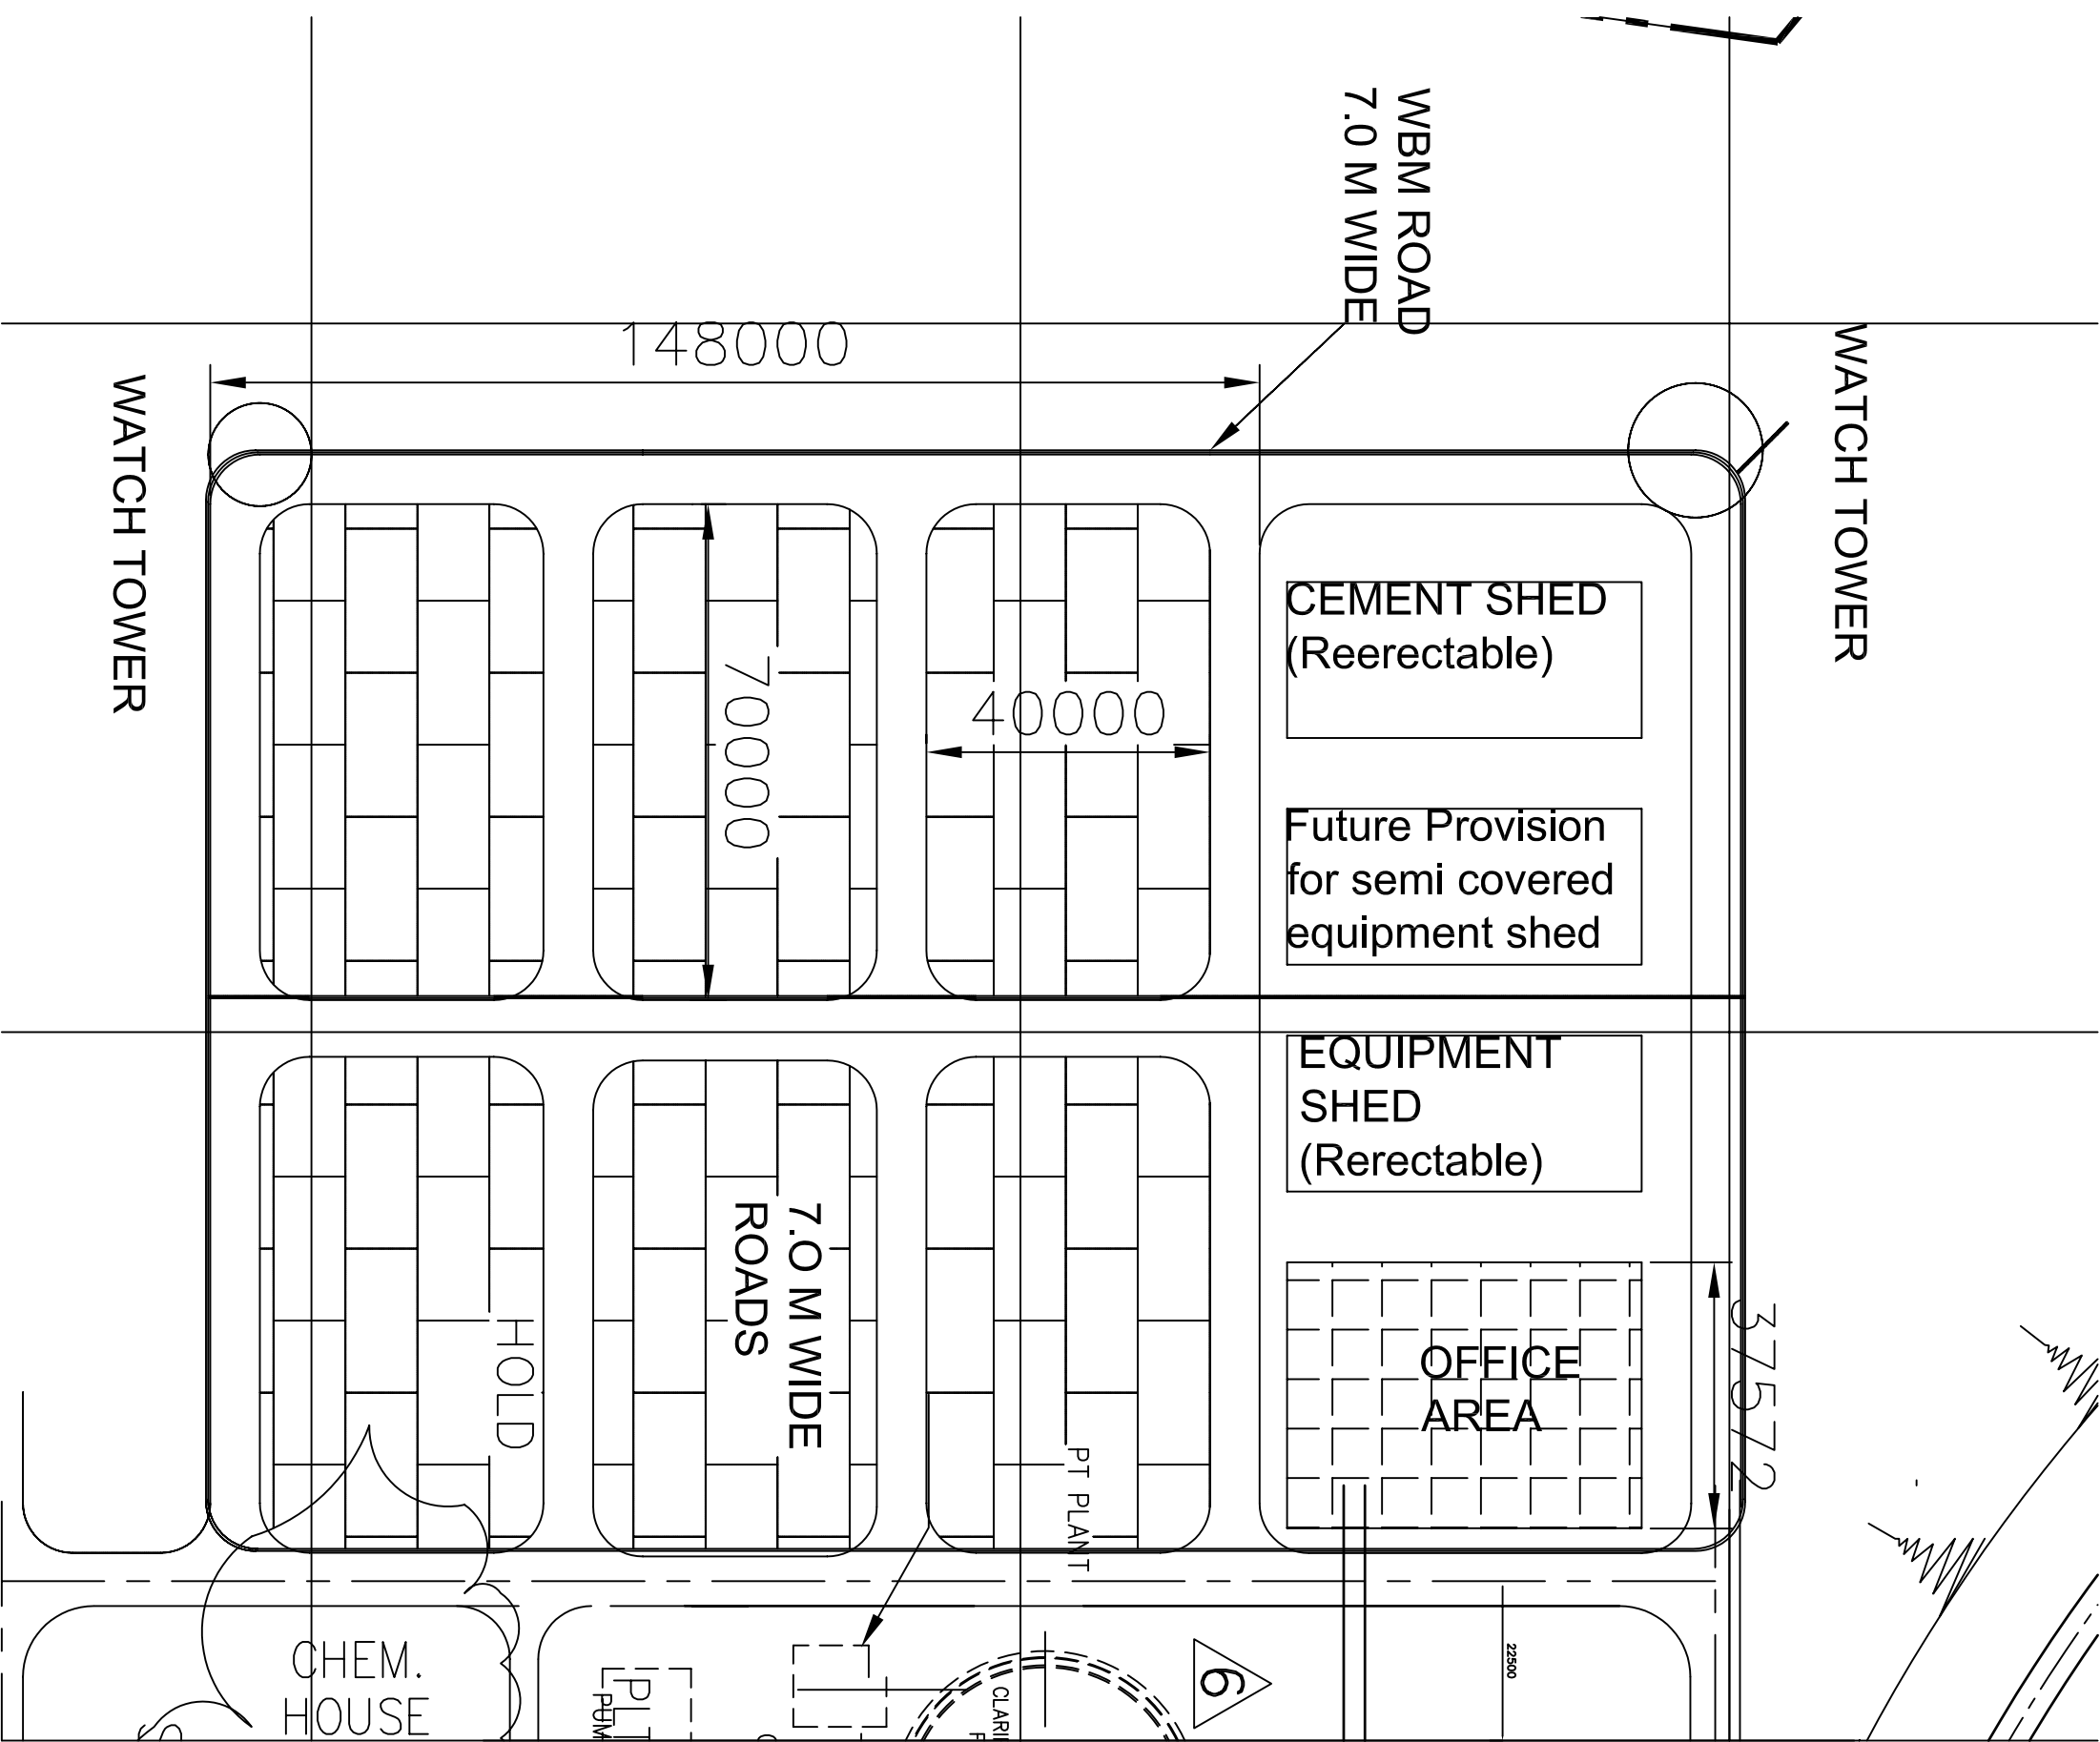 WBM ROAD
7.0 M WIDE
148000
WATCH TOWER
WATCH TOWER
CEMENT SHED
(Reerectable)
70000
40000
Future Provision
for semi covered
equipment shed
EQUIPMENT
SHED
(Rerectable)
7.O M WIDE
ROADS
HOLD
OFFICE
AREA
37572
PT PLANT
CHEM.
HOUSE
22500
6